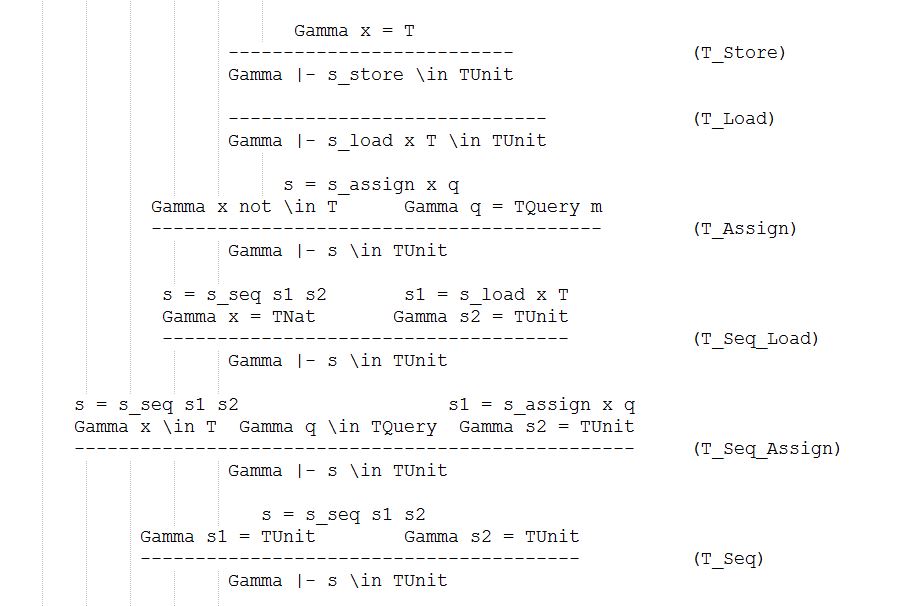 Gamma x = T
-------------------------- (T_Store)
Gamma |- s_store \in TUnit
----------------------------- (T_Load)
Gamma |- s_load x T \in TUnit
s = s_assign x q
Gamma x not \in T Gamma q = TQuery m
----------------------------------------- (T_Assign)
Gamma |- s \in TUnit
s = s_seq s1 s2 s1 = s_load x T
Gamma x = TNat Gamma s2 = TUnit
------------------------------------- (T_Seq_Load)
Gamma |- s \in TUnit
s = s_seq s1 s2 s1 = s_assign x q
Gamma x \in T Gamma q \in TQuery Gamma s2 = TUnit
--------------------------------------------------- (T_Seq_Assign)
Gamma |- s \in TUnit
s = s_seq s1 s2
Gamma s1 = TUnit Gamma s2 = TUnit
---------------------------------------- (T_Seq)
Gamma |- s \in TUnit